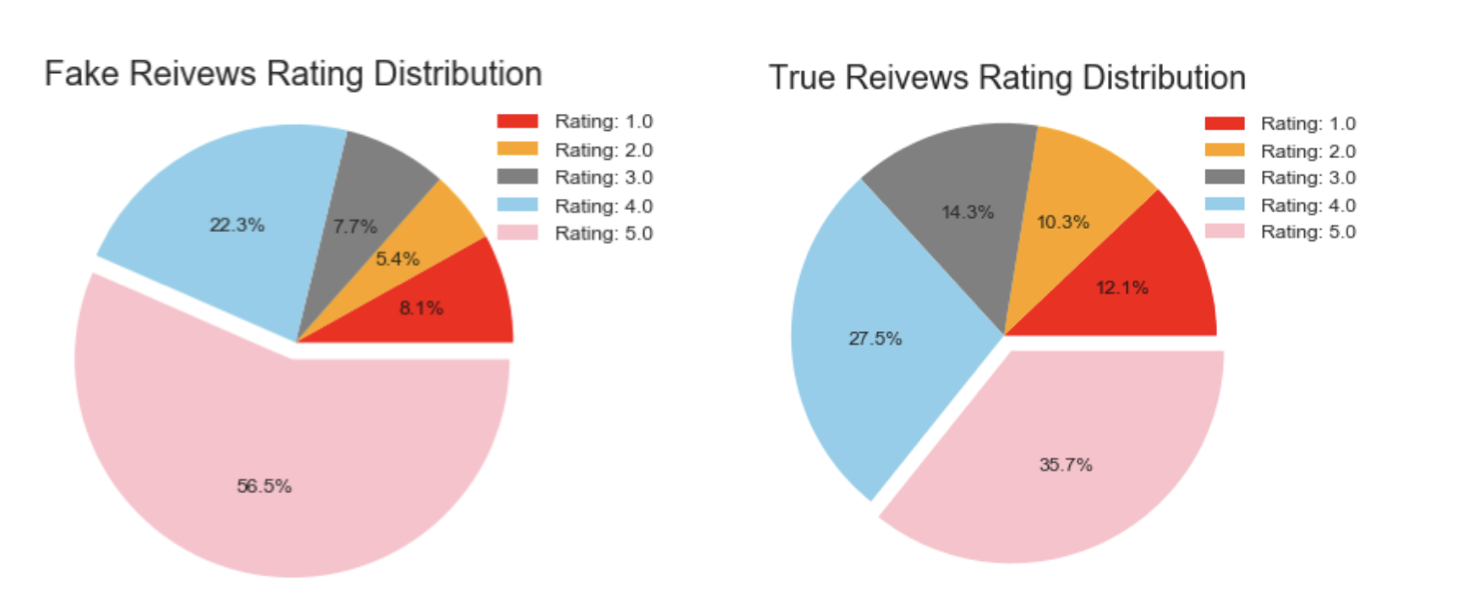 Fake Reivews Rating Distribution
Rating: 1.0
Rating: 2.0
Rating: 3.0
Rating: 4.0
Rating: 5.0
22.3%
7.7%
5.4%
8.1%
56.5%
True Reivews Rating Distribution
Rating: 1.0
Rating: 2.0
Rating: 3.0
Rating: 4.0
Rating: 5.0
14.3%
10.3%
12.1%
27.5%
35.7%